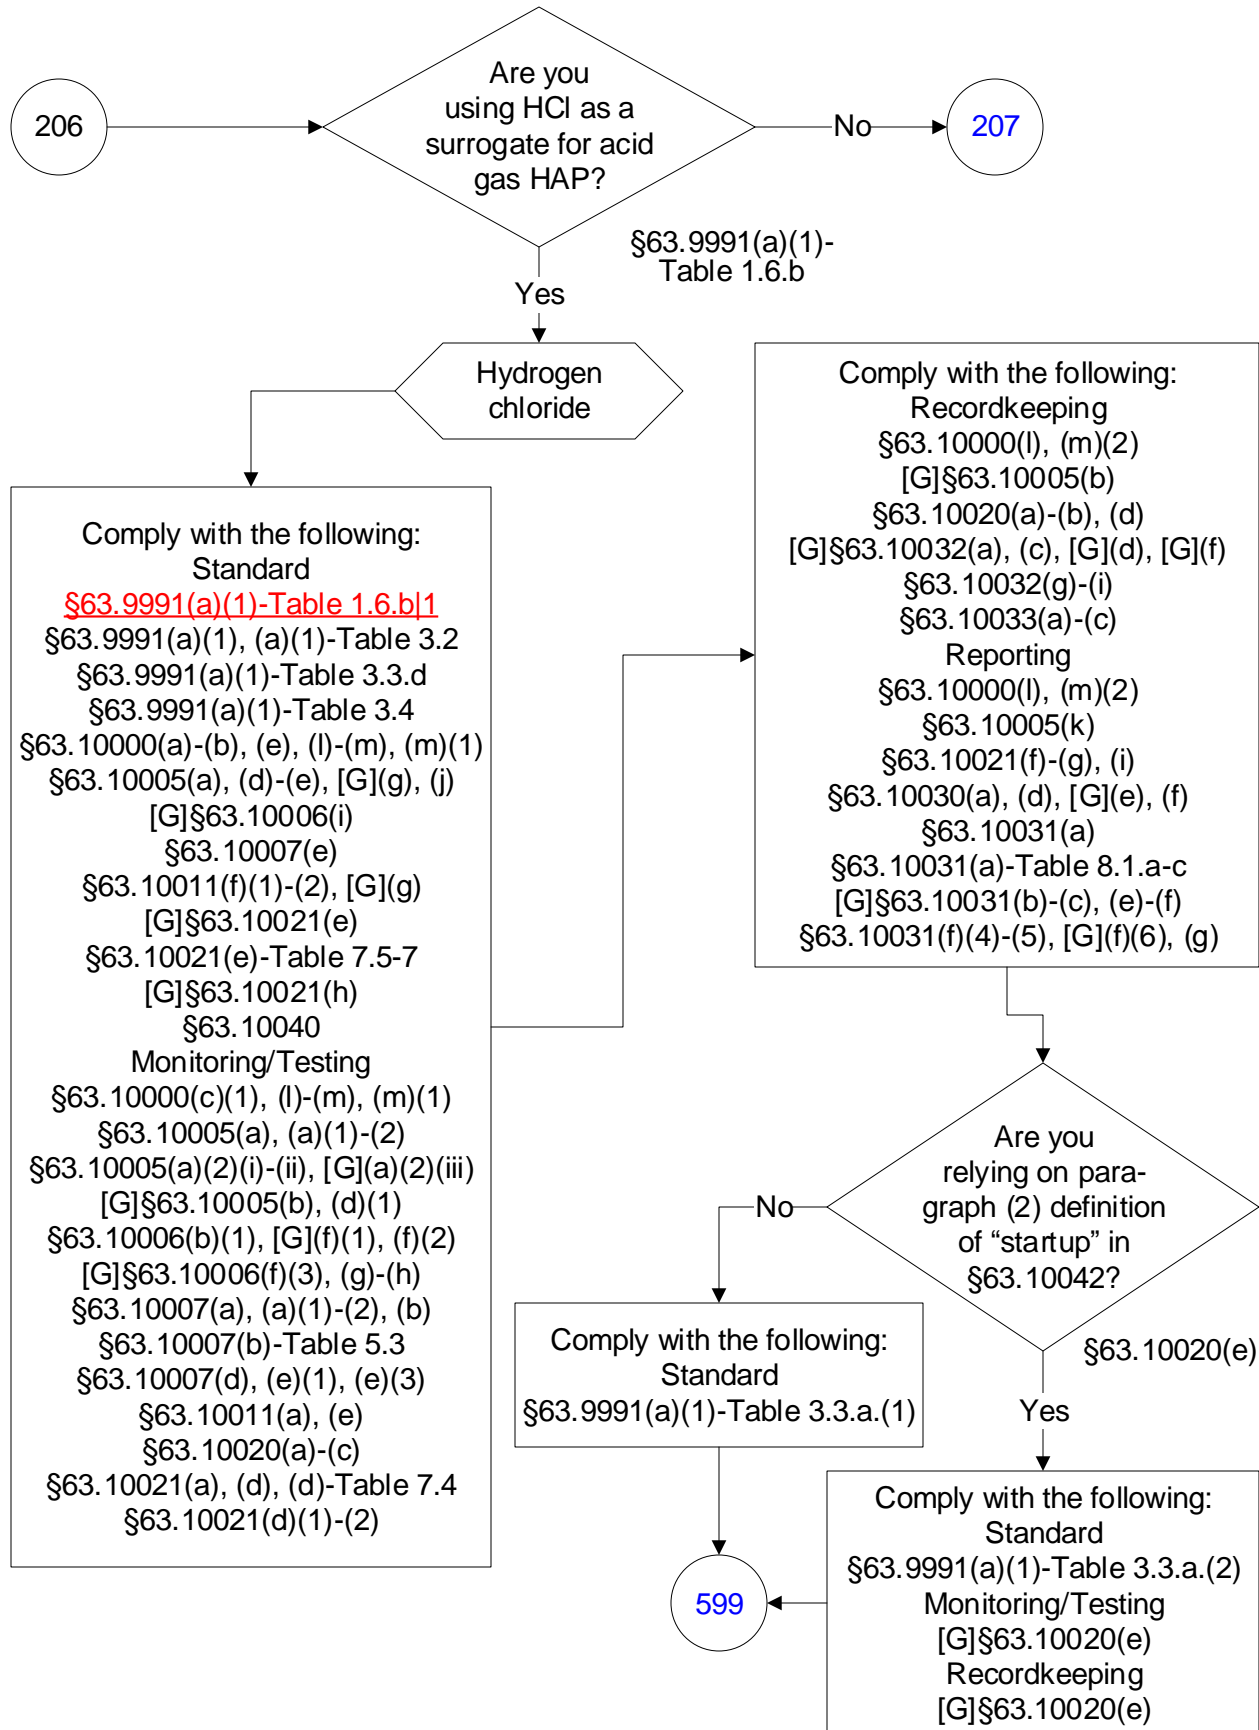 206
Are you
using HCl as a
surrogate for acid
gas HAP?
No
207
§63.9991(a)(1)-
Table 1.6.b
Yes
Hydrogen
chloride
Comply with the following:
Standard
§63.9991(a)(1)-Table 1.6.b|1
§63.9991(a)(1), (a)(1)-Table 3.2
§63.9991(a)(1)-Table 3.3.d
§63.9991(a)(1)-Table 3.4
§63.10000(a)-(b), (e), (l)-(m), (m)(1)
§63.10005(a), (d)-(e), [G](g), (j)
[G]§63.10006(i)
§63.10007(e)
§63.10011(f)(1)-(2), [G](g)
[G]§63.10021(e)
§63.10021(e)-Table 7.5-7
[G]§63.10021(h)
§63.10040
Monitoring/Testing
§63.10000(c)(1), (l)-(m), (m)(1)
§63.10005(a), (a)(1)-(2)
§63.10005(a)(2)(i)-(ii), [G](a)(2)(iii)
[G]§63.10005(b), (d)(1)
§63.10006(b)(1), [G](f)(1), (f)(2)
[G]§63.10006(f)(3), (g)-(h)
§63.10007(a), (a)(1)-(2), (b)
§63.10007(b)-Table 5.3
§63.10007(d), (e)(1), (e)(3)
§63.10011(a), (e)
§63.10020(a)-(c)
§63.10021(a), (d), (d)-Table 7.4
§63.10021(d)(1)-(2)
Comply with the following:
Recordkeeping
§63.10000(l), (m)(2)
[G]§63.10005(b)
§63.10020(a)-(b), (d)
[G]§63.10032(a), (c), [G](d), [G](f)
§63.10032(g)-(i)
§63.10033(a)-(c)
Reporting
§63.10000(l), (m)(2)
§63.10005(k)
§63.10021(f)-(g), (i)
§63.10030(a), (d), [G](e), (f)
§63.10031(a)
§63.10031(a)-Table 8.1.a-c
[G]§63.10031(b)-(c), (e)-(f)
§63.10031(f)(4)-(5), [G](f)(6), (g)
Are you
relying on para-
graph (2) definition
of “startup” in
§63.10042?
§63.10020(e)
No
Comply with the following:
Standard
§63.9991(a)(1)-Table 3.3.a.(1)
Yes
Comply with the following:
Standard
§63.9991(a)(1)-Table 3.3.a.(2)
Monitoring/Testing
[G]§63.10020(e)
Recordkeeping
[G]§63.10020(e)
599